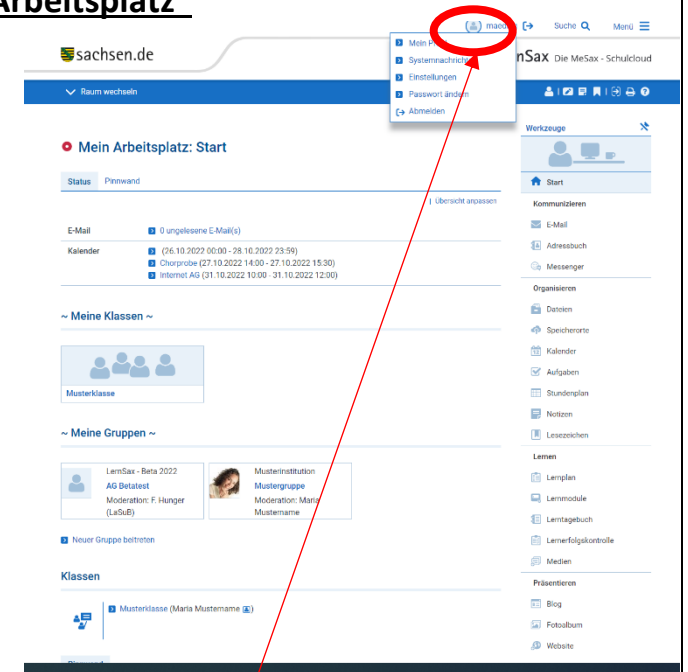 Arbeitsplatz
Suche
Menü
sachsen.de
nSax Die MeSax - Schulcloud
Systemnachricht
Einstellungen
Passwort ändern
Abmelden
Raum wechseln
Werkzeuge
Mein Arbeitsplatz: Start
Status Pinnwand
| Übersicht anpassen
E-Mail
0 ungelesene E-Mail(s)
Kalender
(26.10.2022 00:00 - 28.10.2022 23:59)
Chorprobe (27.10.2022 14:00 - 27.10.2022 15:30)
Internet AG (31.10.2022 10:00 - 31.10.2022 12:00)
~ Meine Klassen ~
Musterklasse
~ Meine Gruppen ~
LernSax - Beta 2022
AG Betatest
Moderation: F. Hunger
(LaSuB)
Musterinstitution
Mustergruppe
Moderation: Maria
Mustername
Neuer Gruppe beitreten
Klassen
Musterklasse (Maria Mustername)
Start
Kommunizieren
E-Mail
Adressbuch
Messenger
Organisieren
Dateien
Speicherorte
Kalender
Aufgaben
Stundenplan
Notizen
Lesezeichen
Lernen
Lernplan
Lernmodule
Lerntagebuch
Lernerfolgskontrolle
Medien
Präsentieren
Blog
Fotoalbum
Website